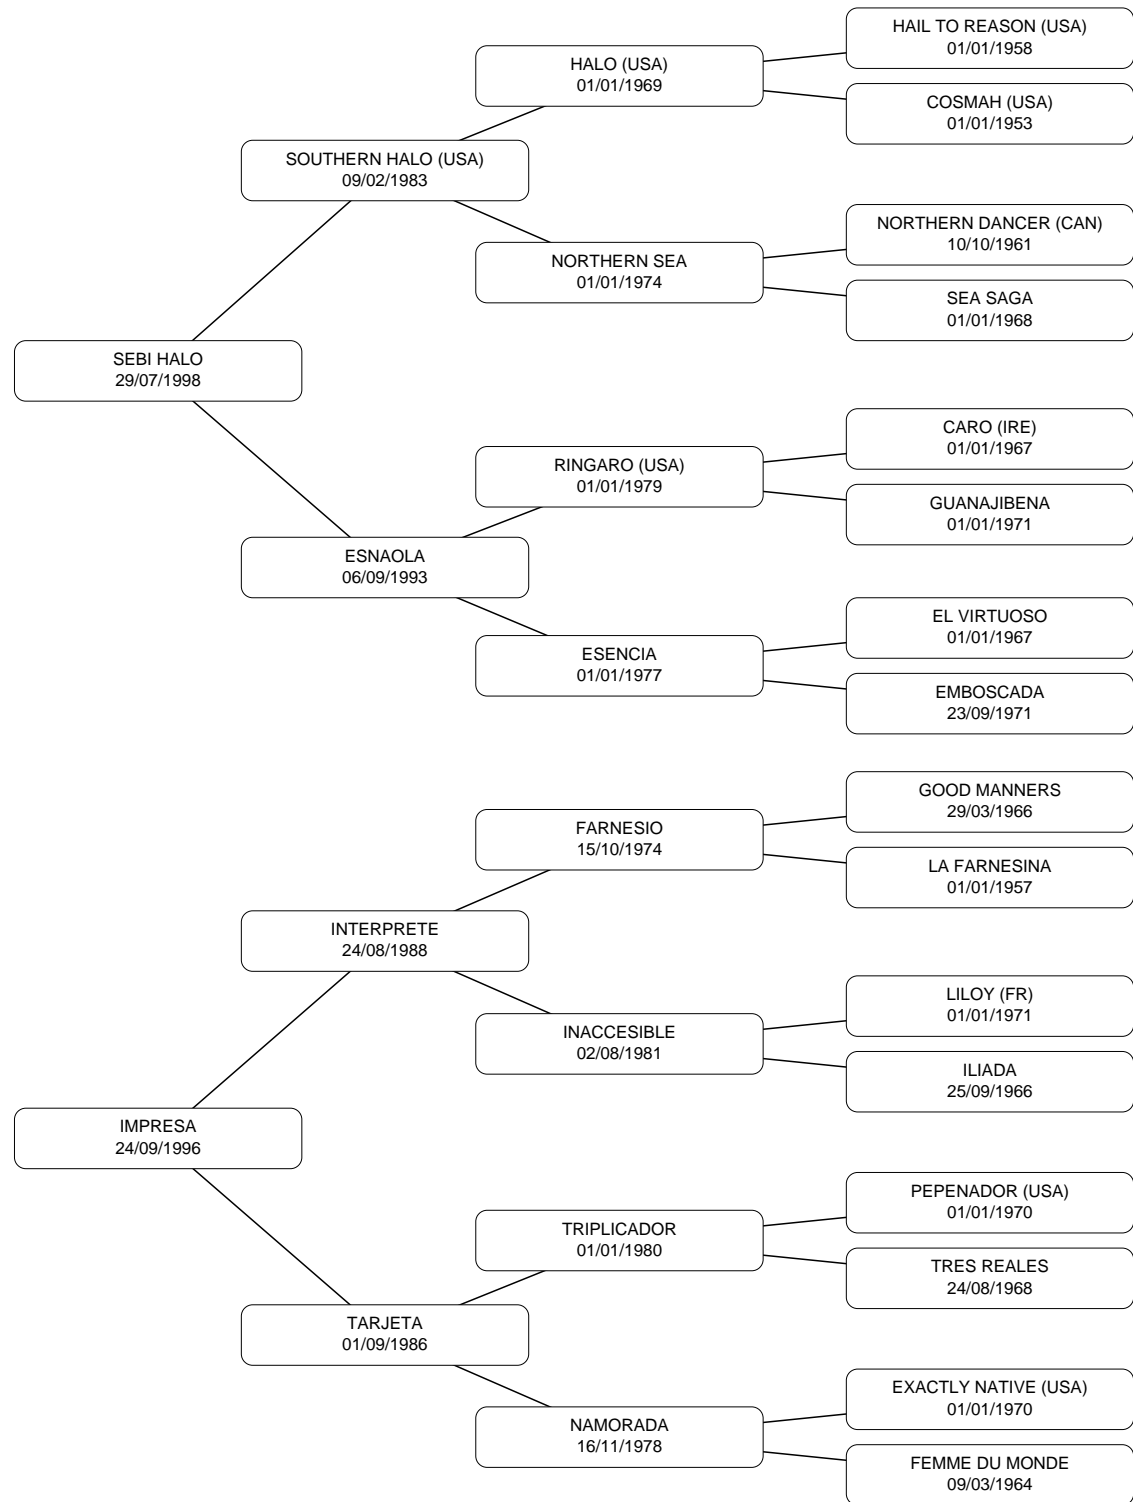 HAIL TO REASON (USA)
01/01/1958
HALO (USA)
01/01/1969
COSMAH (USA)
01/01/1953
SOUTHERN HALO (USA)
09/02/1983
NORTHERN DANCER (CAN)
10/10/1961
NORTHERN SEA
01/01/1974
SEA SAGA
01/01/1968
SEBI HALO
29/07/1998
CARO (IRE)
01/01/1967
RINGARO (USA)
01/01/1979
GUANAJIBENA
01/01/1971
ESNAOLA
06/09/1993
EL VIRTUOSO
01/01/1967
ESENCIA
01/01/1977
EMBOSCADA
23/09/1971
GOOD MANNERS
29/03/1966
FARNESIO
15/10/1974
LA FARNESINA
01/01/1957
INTERPRETE
24/08/1988
LILOY (FR)
01/01/1971
INACCESIBLE
02/08/1981
ILIADA
25/09/1966
IMPRESA
24/09/1996
PEPENADOR (USA)
01/01/1970
TRIPLICADOR
01/01/1980
TRES REALES
24/08/1968
TARJETA
01/09/1986
EXACTLY NATIVE (USA)
01/01/1970
NAMORADA
16/11/1978
FEMME DU MONDE
09/03/1964